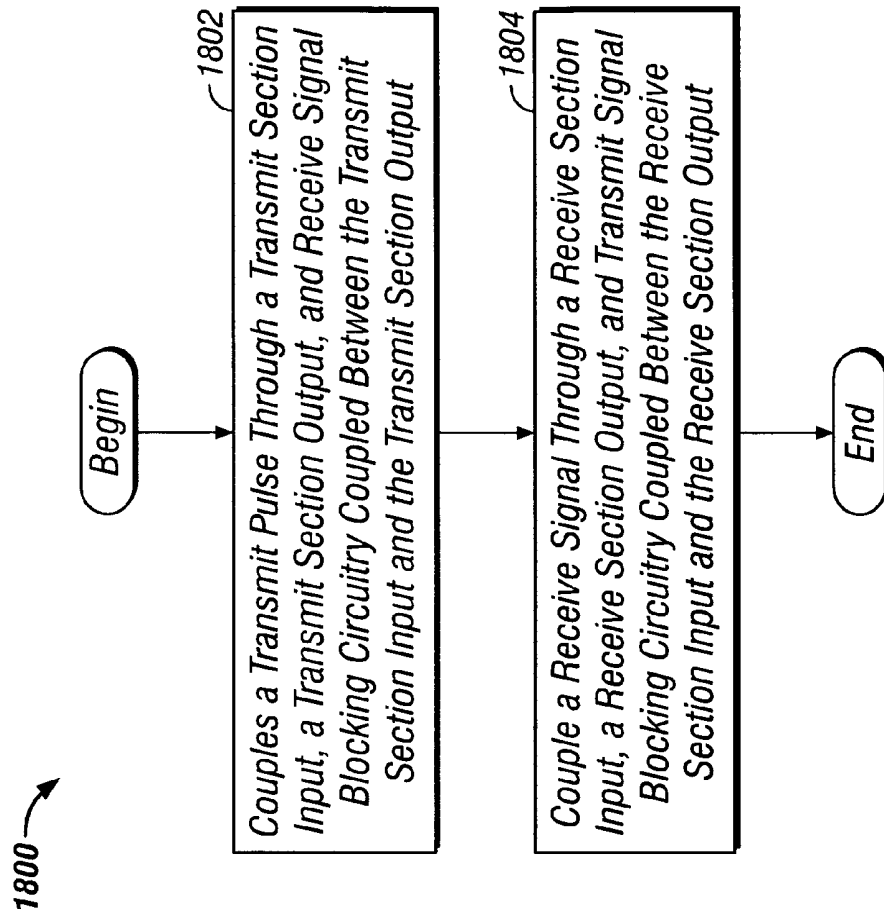 1800
Begin
1802
Couples a Transmit Pulse Through a Transmit Section
Input, a Transmit Section Output, and Receive Signal
Blocking Circuitry Coupled Between the Transmit
Section Input and the Transmit Section Output
1804
Couple a Receive Signal Through a Receive Section
Input, a Receive Section Output, and Transmit Signal
Blocking Circuitry Coupled Between the Receive
Section Input and the Receive Section Output
End